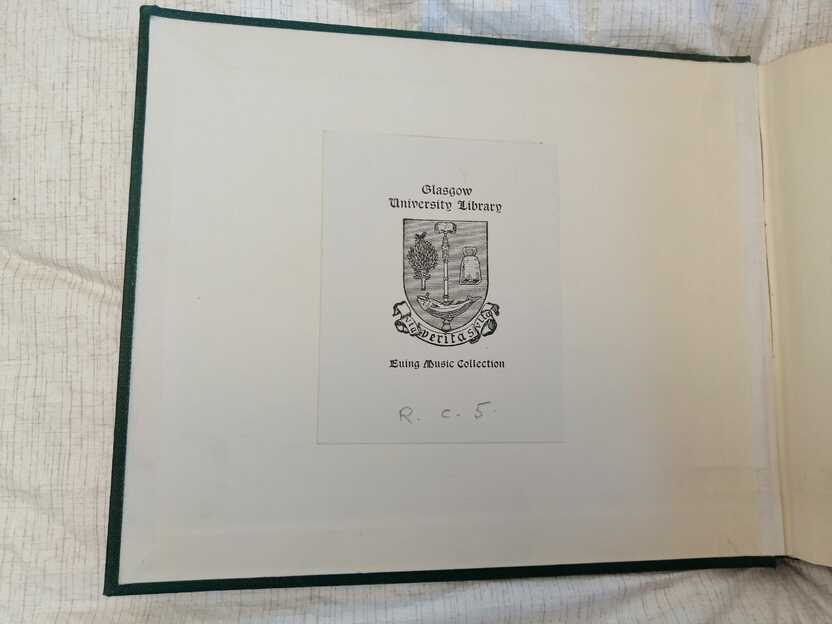 Glasgow
University Library
Via veritas vita
Euing Music Collection
R. c. 5.